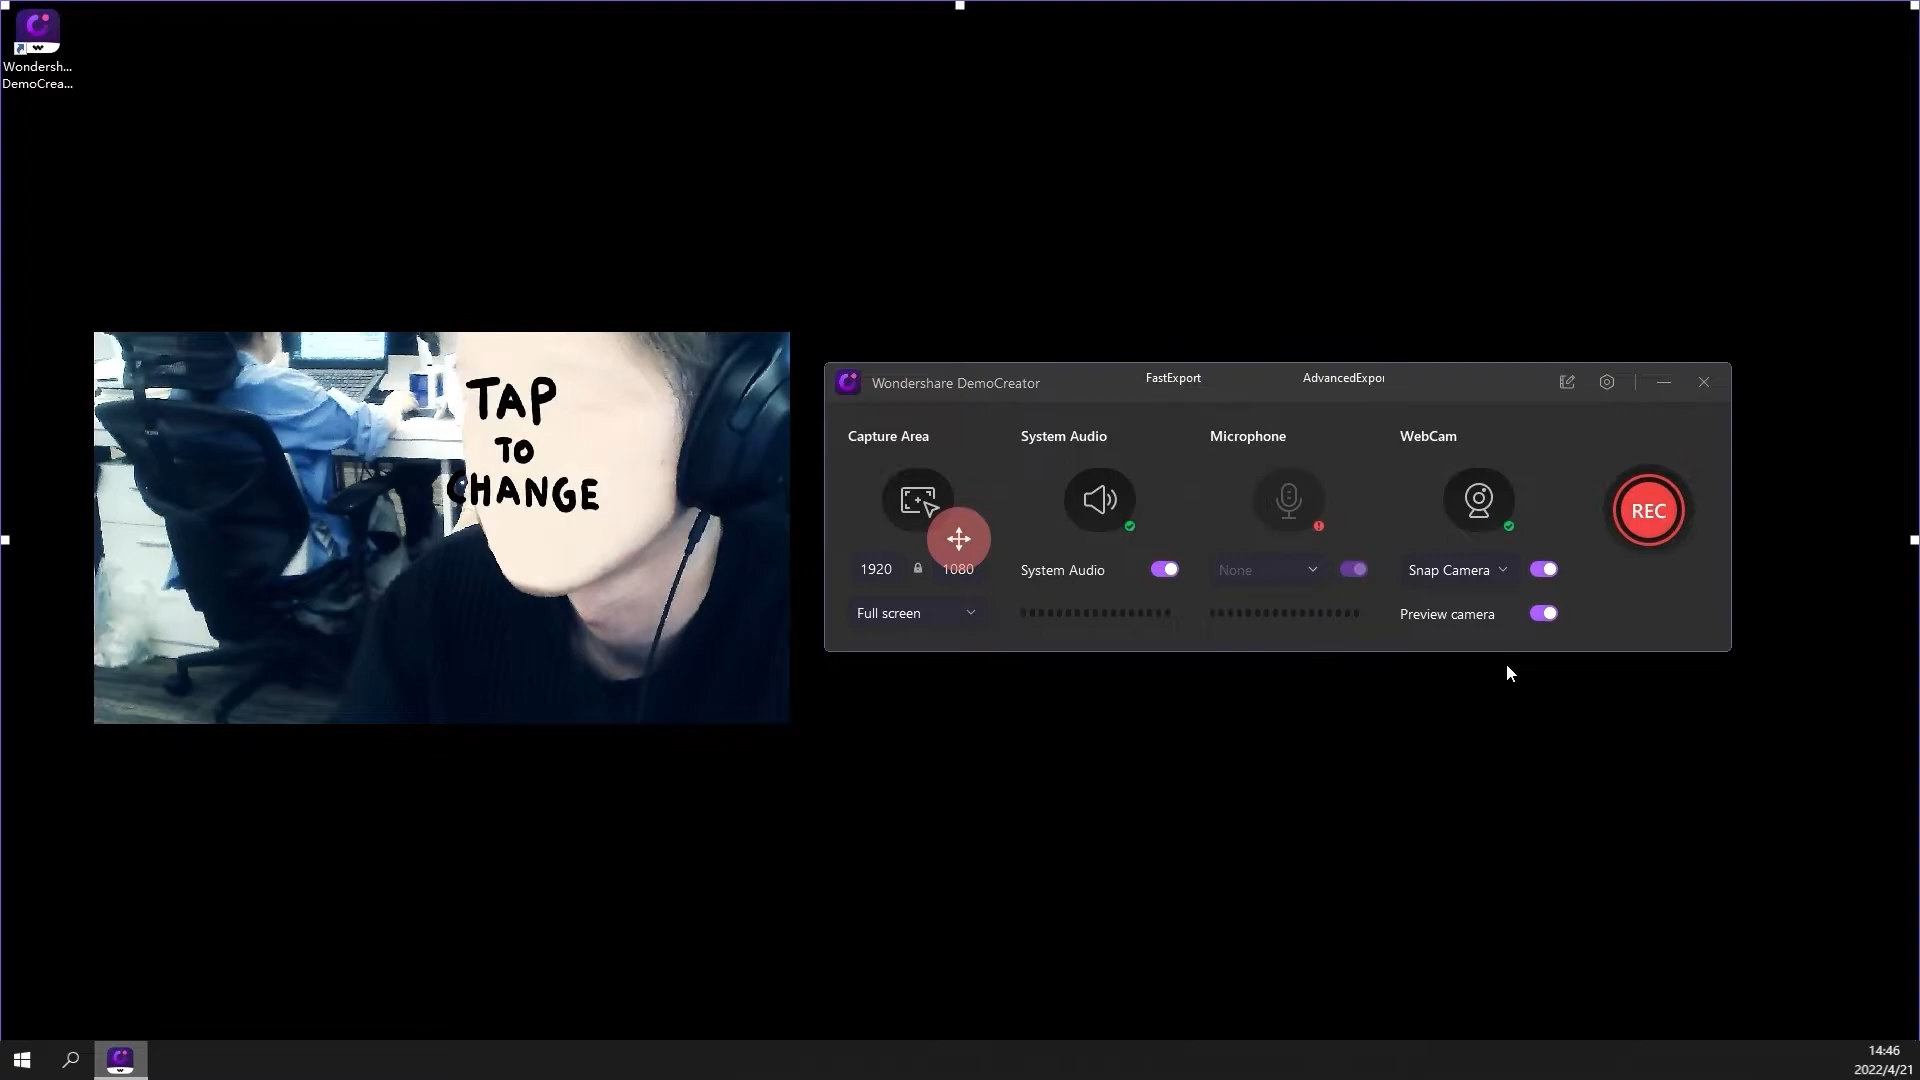 Wondersh...
DemoCrea...
TAP
TO
CHANGE
Wondershare DemoCreator
FastExport
AdvancedExpor
Capture Area
System Audio
Microphone
WebCam
REC
1920
1080
System Audio
None
Snap Camera
Full screen
Preview camera
14:46
2022/4/21